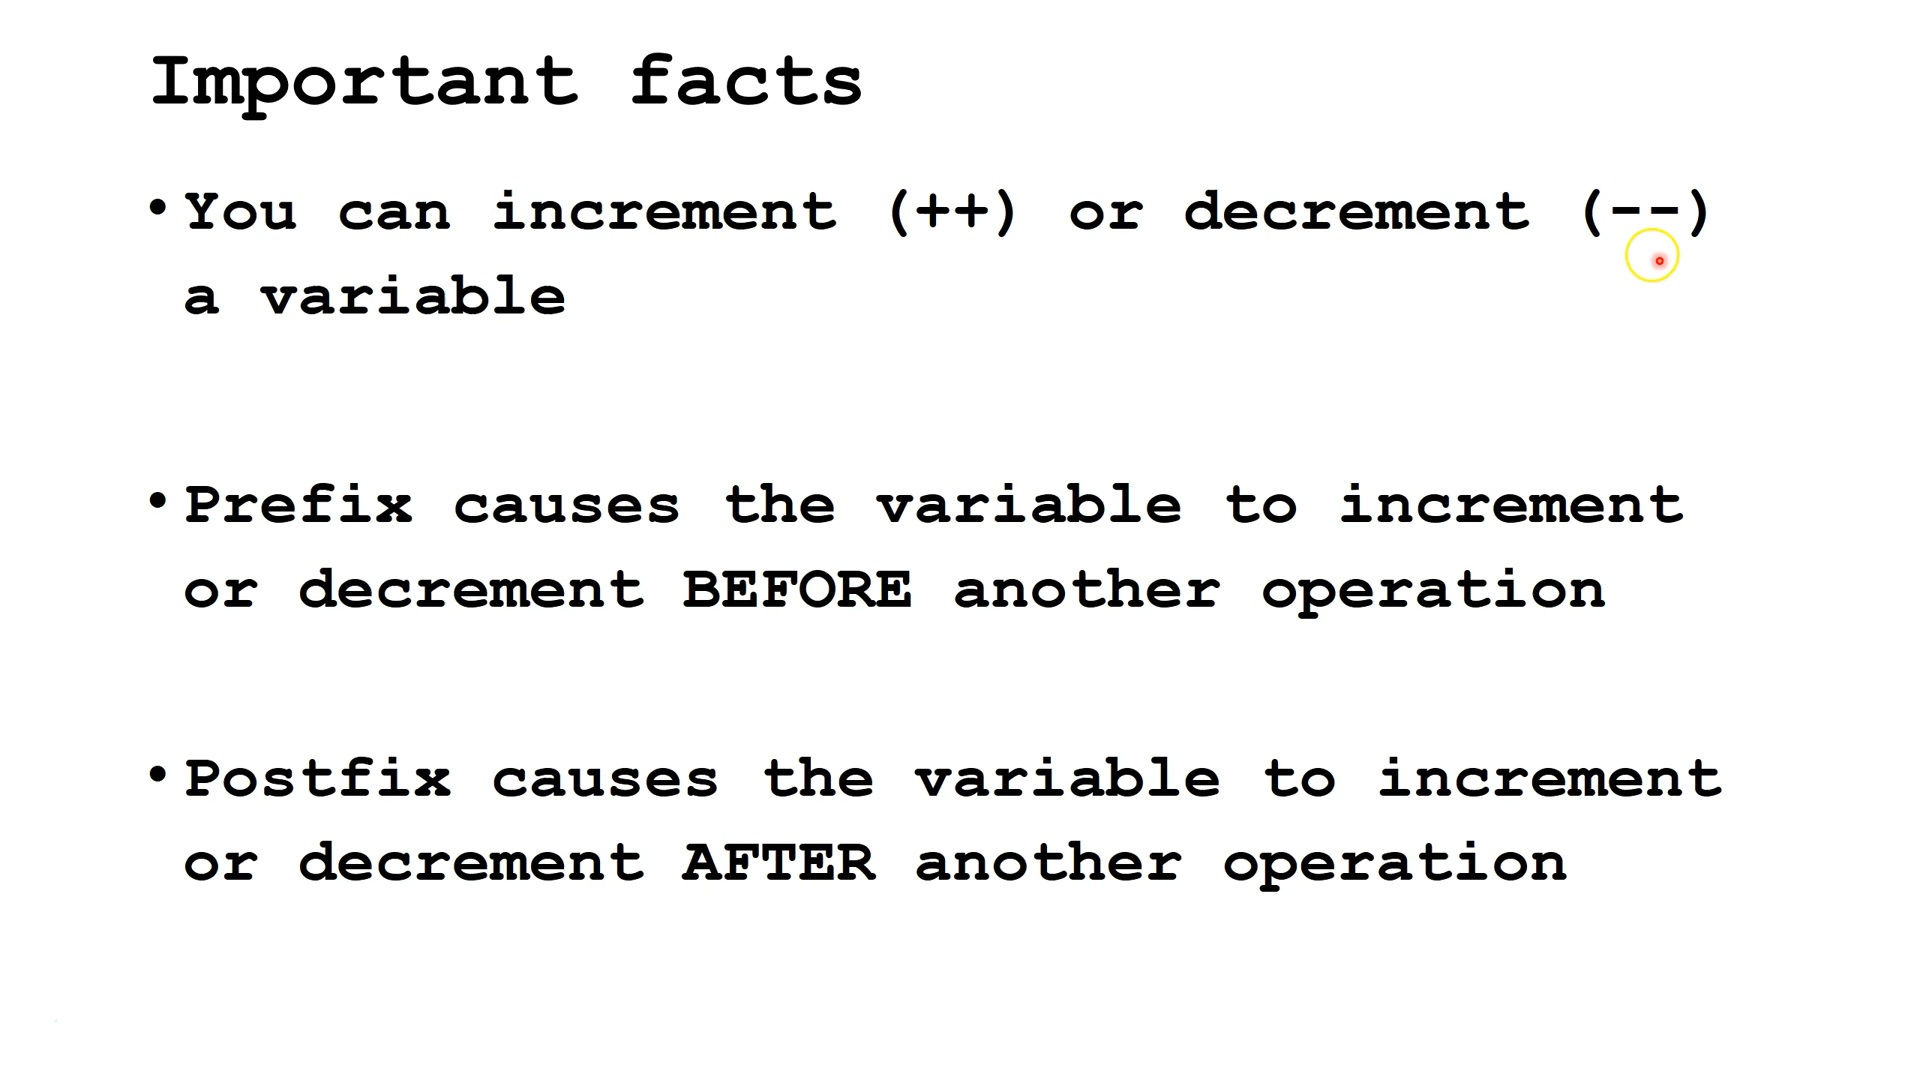 Important facts
• You can increment (++) or decrement (--)
a variable
• Prefix causes the variable to increment
or decrement BEFORE another operation
• Postfix causes the variable to increment
or decrement AFTER another operation